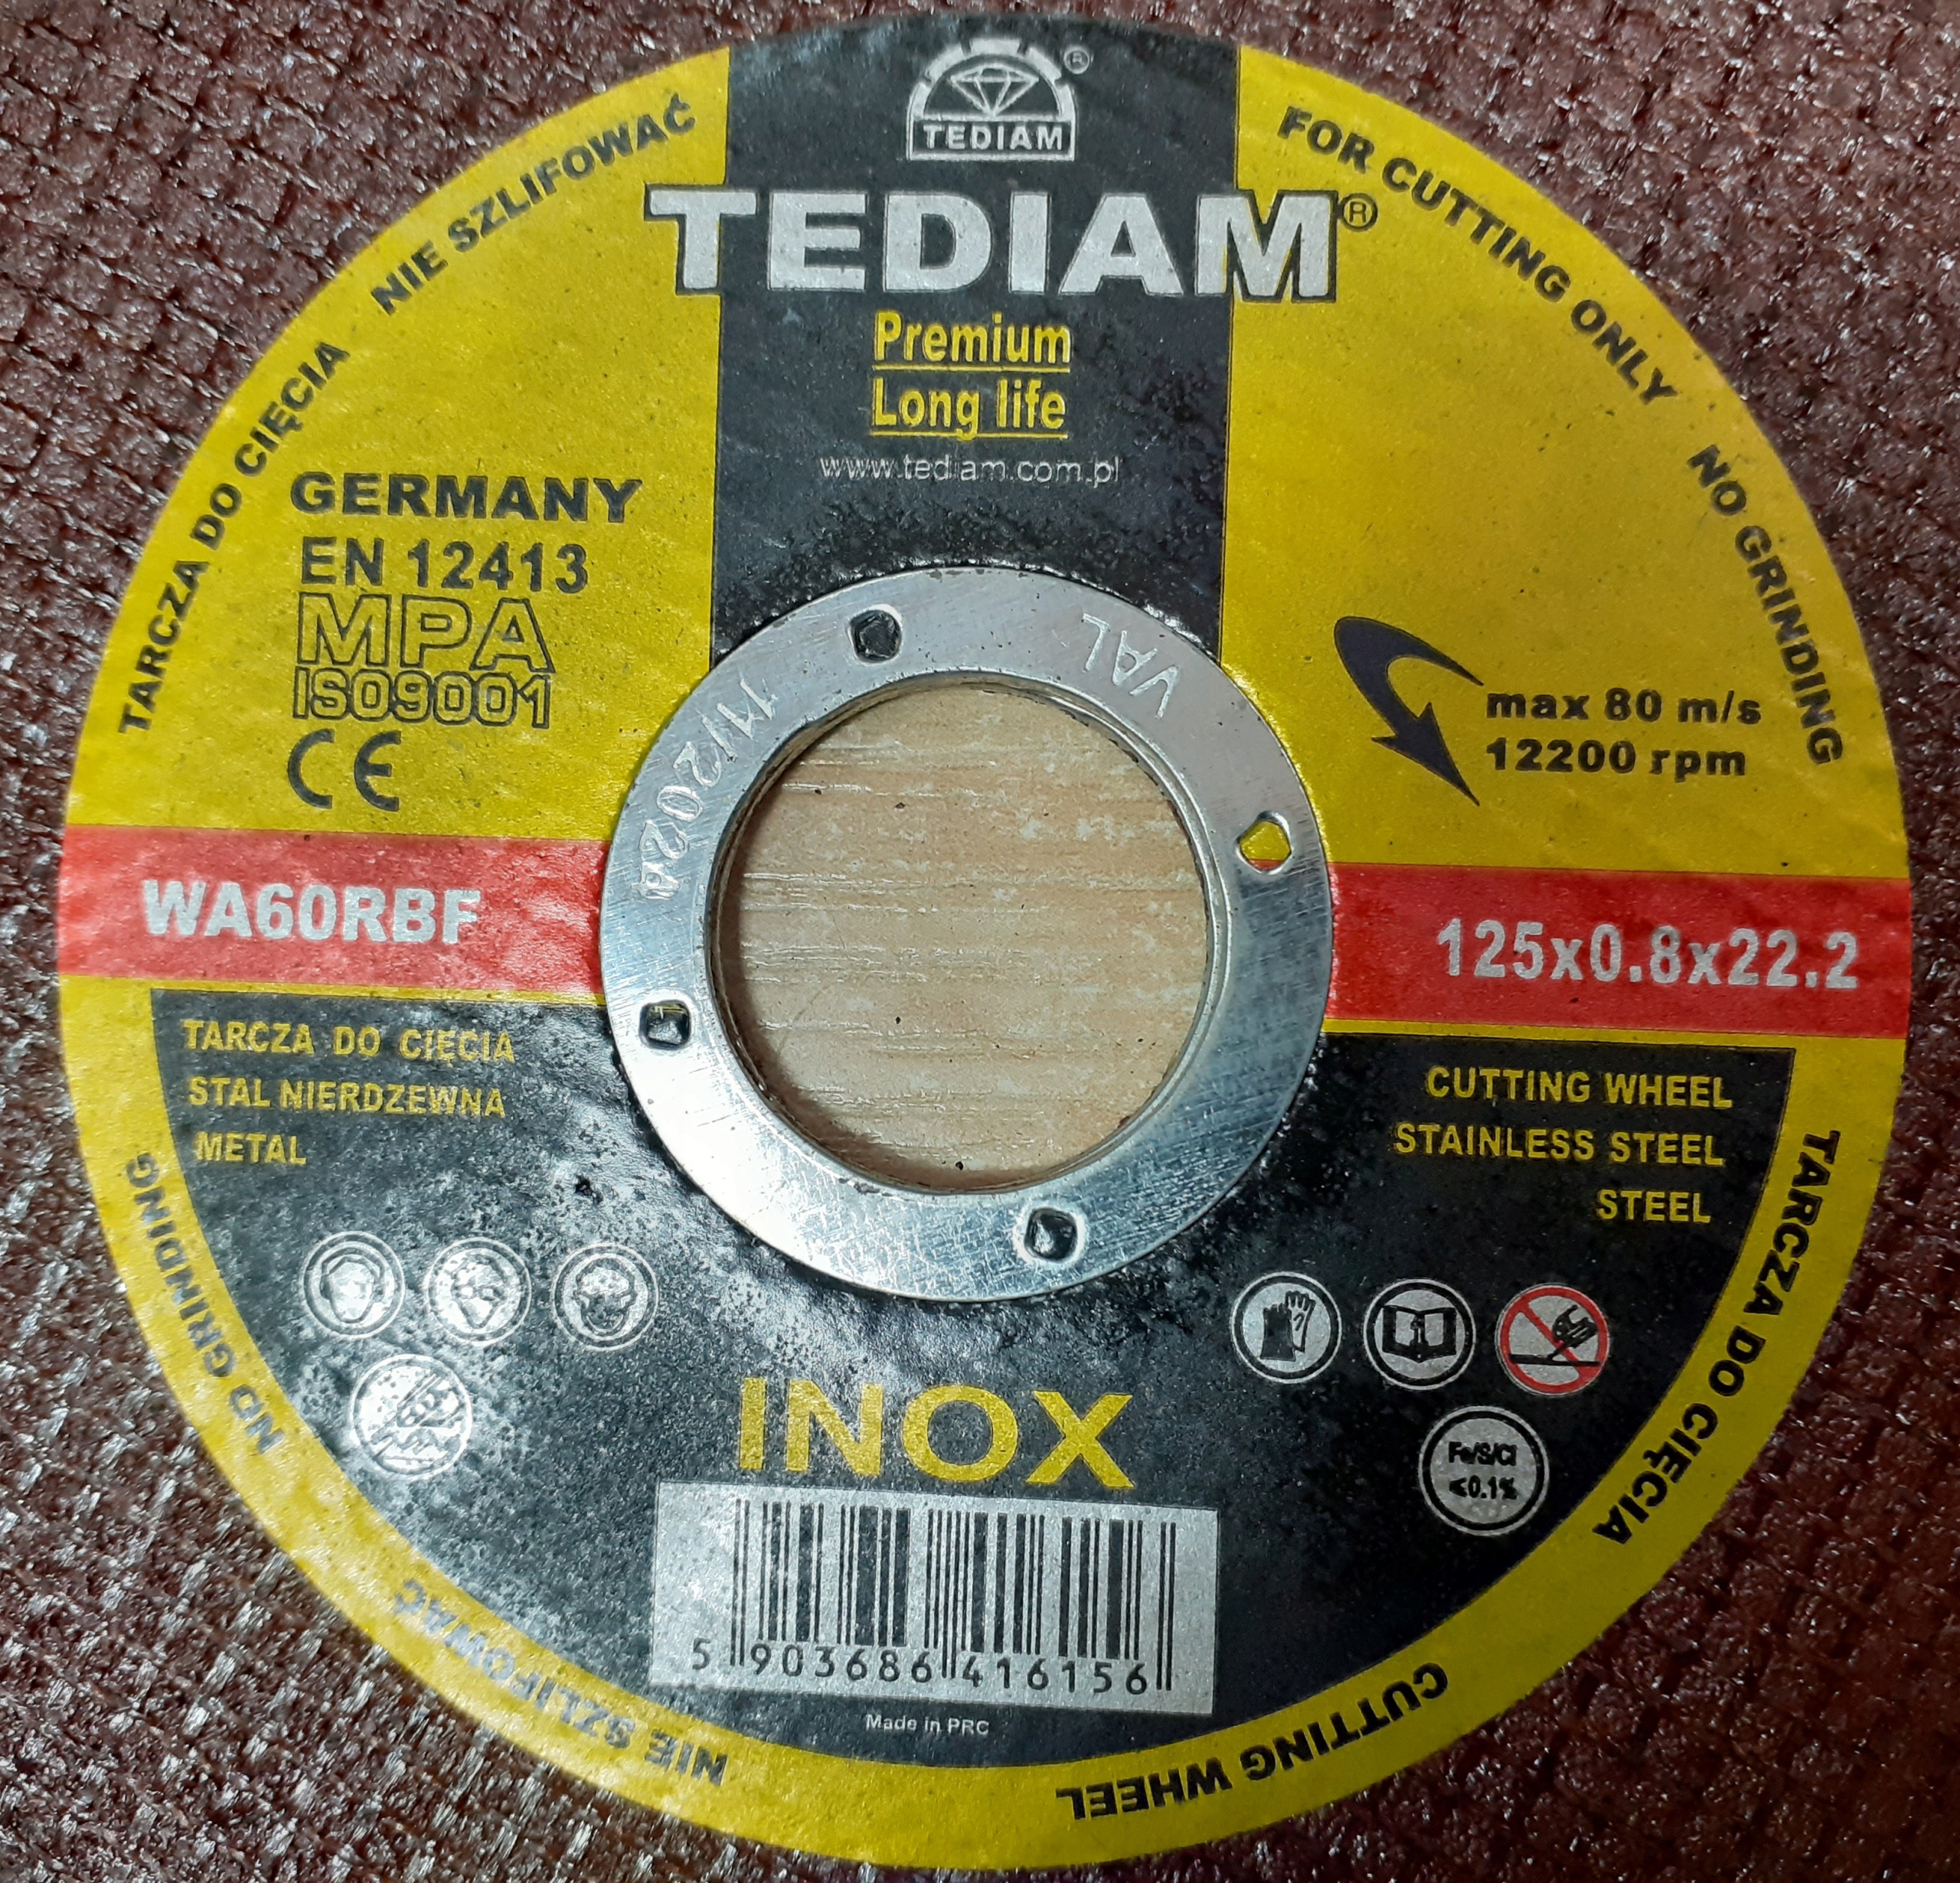 TEDIAM
®
TEDIAM®
Premium
Long life
www.tediam.com.pl
TARCZA DO CIĘCIA NIE SZLIFOWAĆ
FOR CUTTING ONLY NO GRINDING
GERMANY
EN 12413
MPA
ISO9001
CE
VAL
11/2024
max 80 m/s
12200 rpm
WA60RBF
125x0.8x22.2
TARCZA DO CIĘCIA
STAL NIERDZEWNA
METAL
CUTTING WHEEL
STAINLESS STEEL
STEEL
Fe/S/Cl
≤0.1%
INOX
5 903686 416156
Made in PRC
TARCZA DO CIĘCIA
CUTTING WHEEL
NIE SZLIFOWAĆ
NO GRINDING